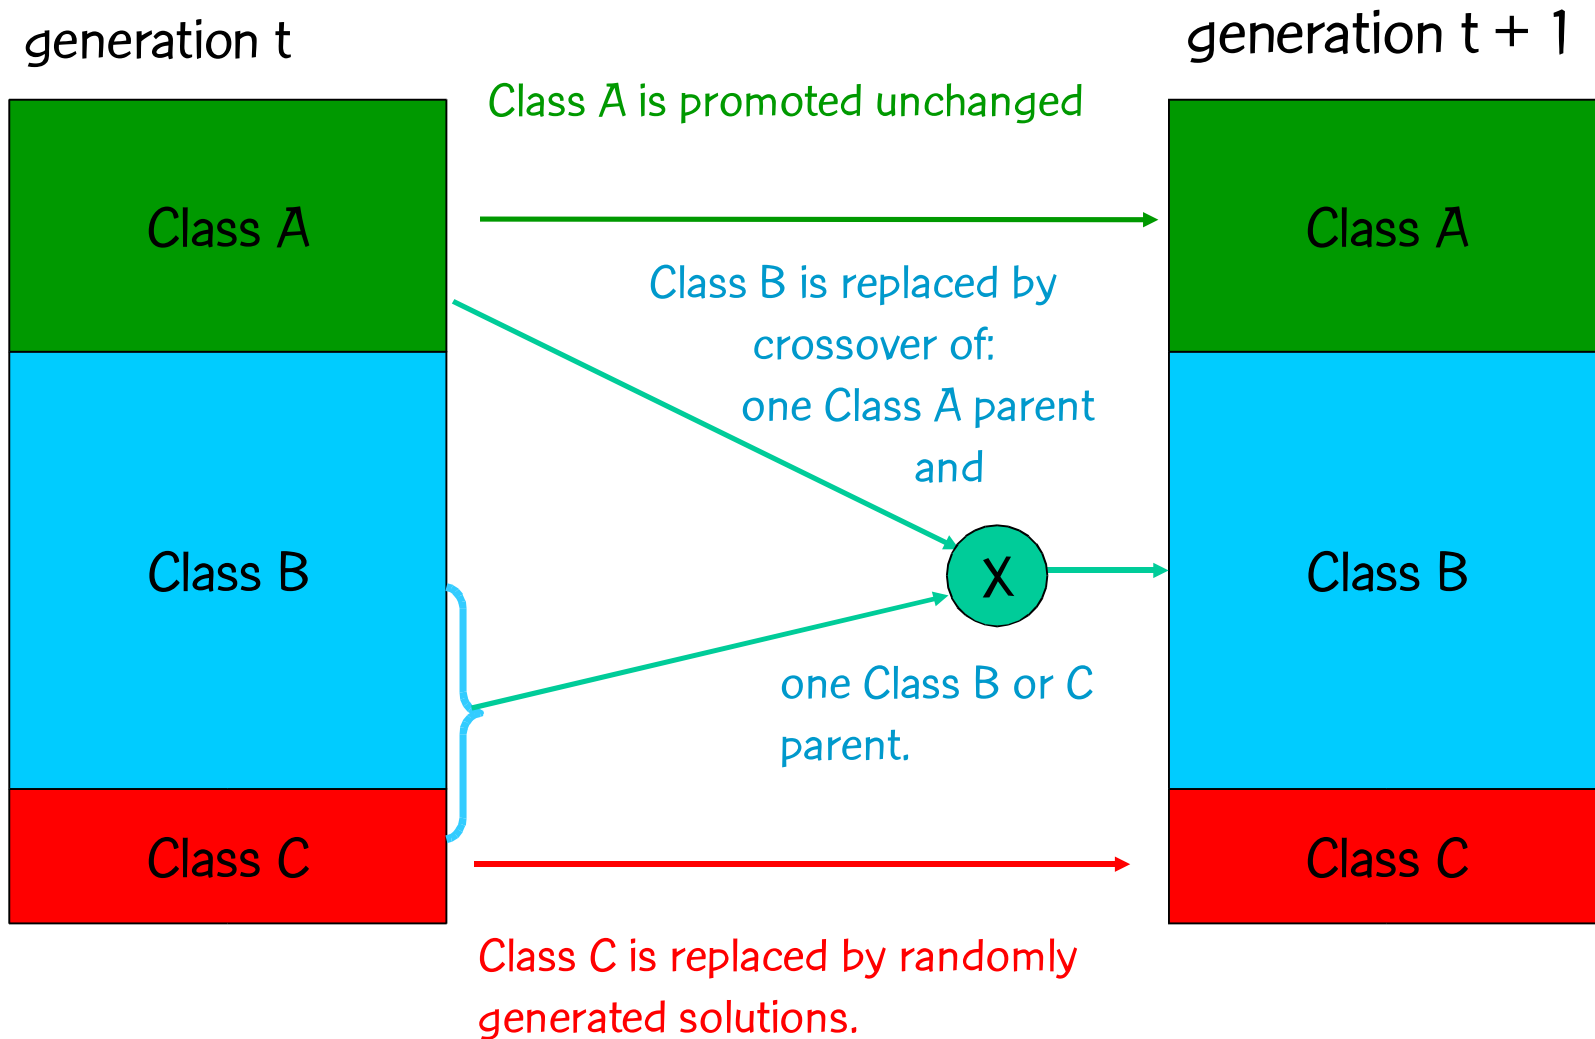 generation t
generation t + 1
Class A is promoted unchanged
Class A
Class A
Class B is replaced by
crossover of:
one Class A parent
and
Class B
X
Class B
one Class B or C
parent.
Class C
Class C
Class C is replaced by randomly
generated solutions.